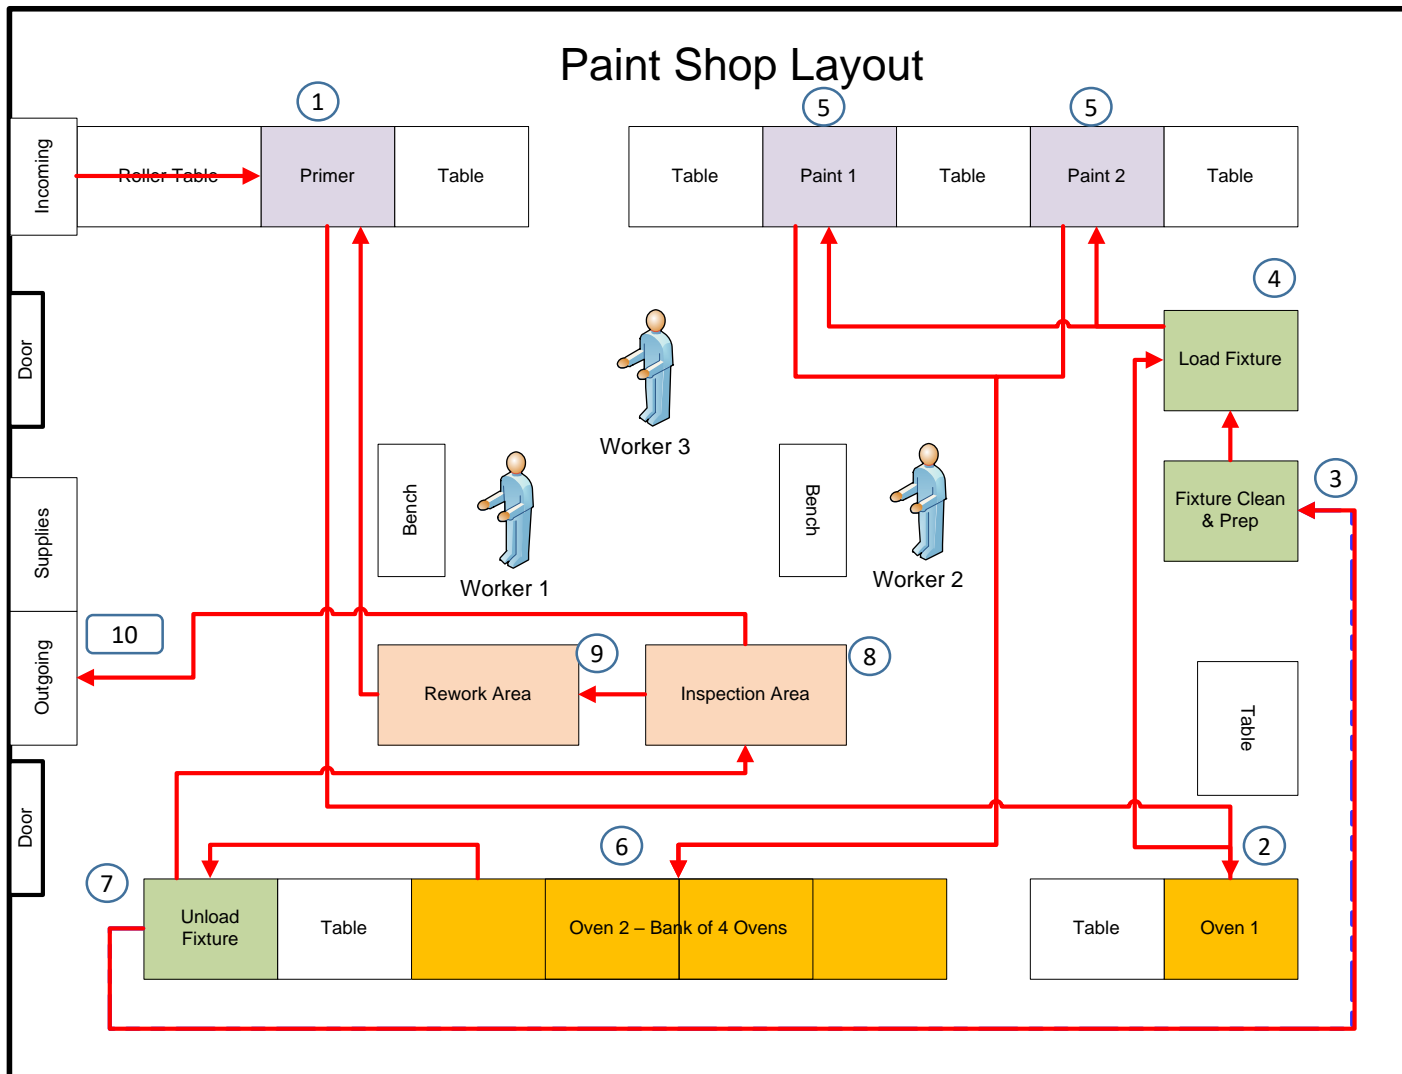 Paint Shop Layout
1
5
5
Incoming
Roller Table
Primer
Table
Table
Paint 1
Table
Paint 2
Table
4
Door
Load Fixture
Worker 3
Bench
Bench
Fixture Clean
& Prep
3
Supplies
Worker 1
Worker 2
10
Outgoing
9
8
Rework Area
Inspection Area
Table
Door
6
2
7
Unload
Fixture
Table
Oven 2 – Bank of 4 Ovens
Table
Oven 1